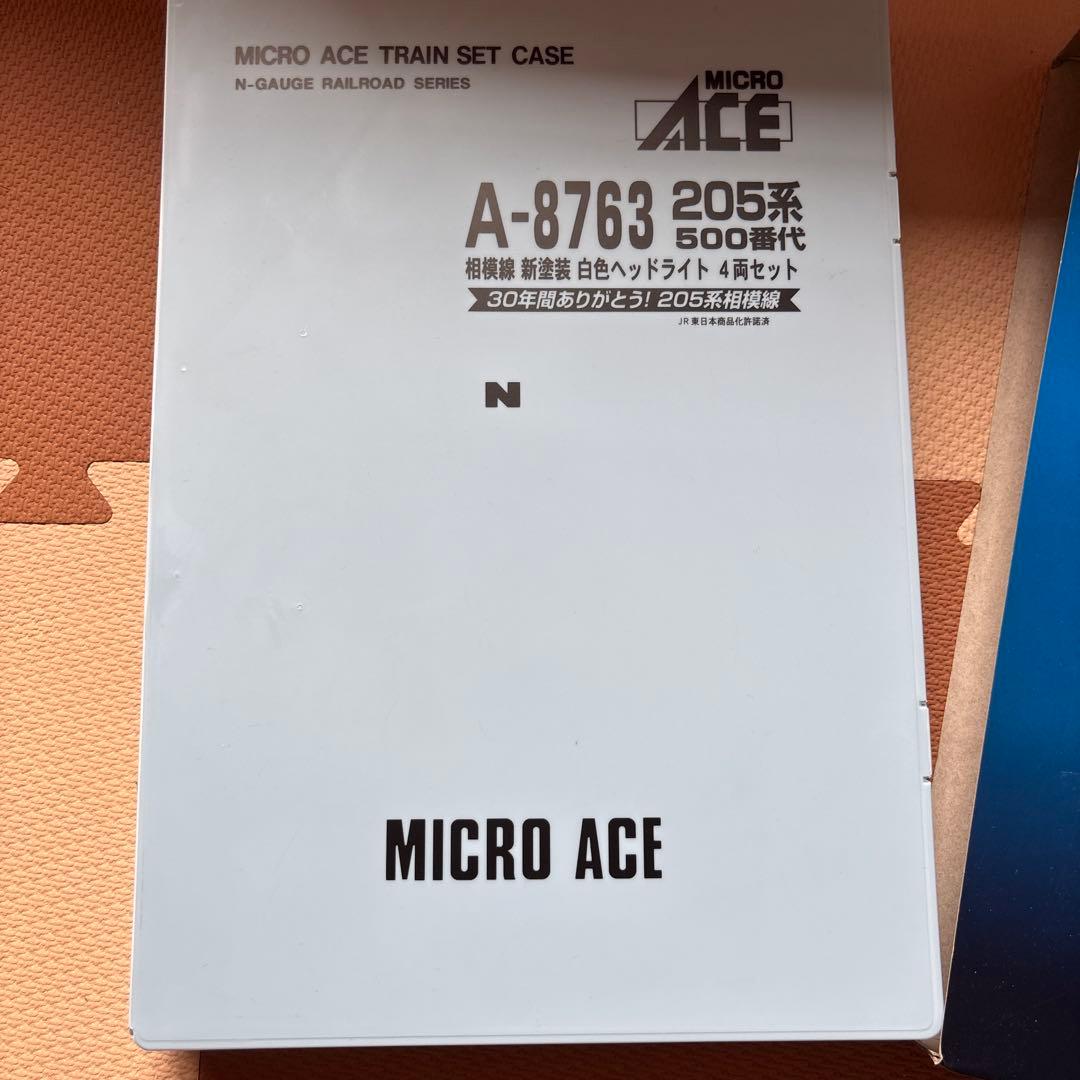 MICRO ACE TRAIN SET CASE
N-GAUGE RAILROAD SERIES
MICRO
ACE
A-8763 205系
500番代
相模線 新塗装 白色ヘッドライト 4両セット
30年間ありがとう! 205系相模線
JR東日本商品化許諾済
N
MICRO ACE